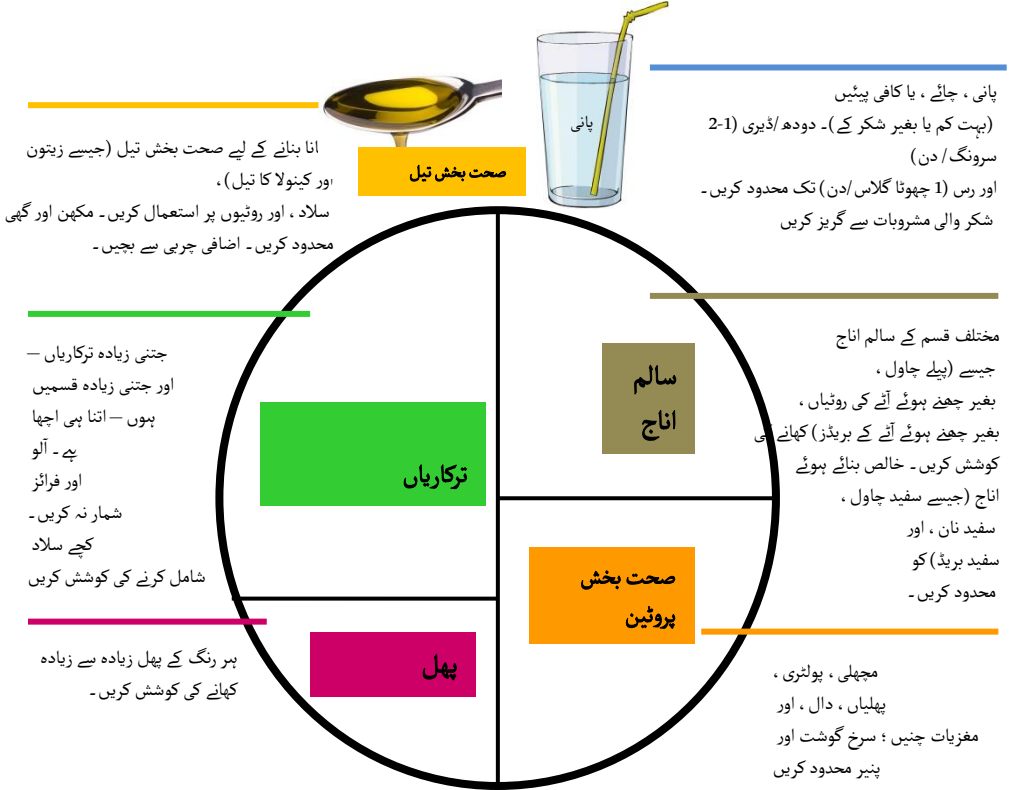 پانی ، چائے ، یا کافی پیئیں
(بہت کم یا بغیر شکر کے)۔ دودھ/ڈیری (1-2
سرونگ/ دن)
اور رس (1 چھوٹا گلاس/دن) تک محدود کریں۔
شکر والی مشروبات سے گریز کریں
پانی
صحت بخش تیل
انا بنانے کے لیے صحت بخش تیل (جیسے زیتون
اور کینولا کا تیل)،
سلاد ، اور روٹیوں پر استعمال کریں۔ مکھن اور گھی
محدود کریں۔ اضافی چربی سے بچیں۔
مختلف قسم کے سالم اناج
جیسے (پیلے چاول ،
بغیر چھنے ہوئے آٹے کی روٹیاں ،
بغیر چھنے ہوئے آٹے کے بریڈز) کھانے کی
کوشش کریں۔ خالص بنائے ہوئے
اناج (جیسے سفید چاول ،
سفید نان ، اور
سفید بریڈ) کو
محدود کریں۔
سالم
اناج
ترکاریاں
جتنی زیادہ ترکاریاں –
اور جتنی زیادہ قسمیں
ہوں – اتنا ہی اچھا
ہے۔ آلو
اور فرائز
شمار نہ کریں۔
کچے سلاد
شامل کرنے کی کوشش کریں
صحت بخش
پروٹین
مچھلی ، پولٹری ،
پھلیاں ، دال ، اور
مغزیات چنیں ؛ سرخ گوشت اور
پنیر محدود کریں
پھل
ہر رنگ کے پھل زیادہ سے زیادہ
کھانے کی کوشش کریں۔